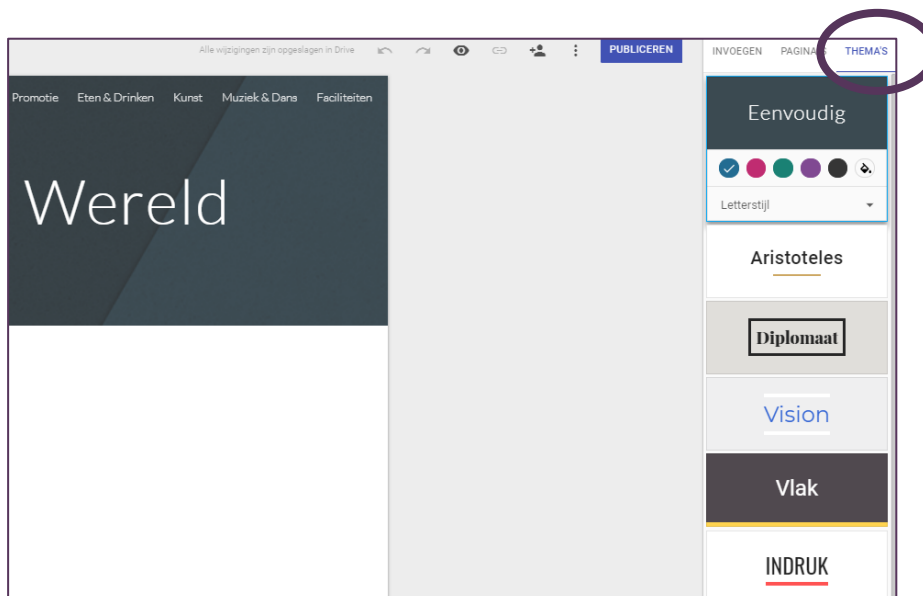 Alle wijzigingen zijn opgeslagen in Drive
PUBLICEREN
INVOEGEN PAGINA'S THEMA'S
Promotie Eten & Drinken Kunst Muziek & Dans Faciliteiten
Wereld
Eenvoudig
Letterstijl
Aristoteles
Diplomaat
Vision
Vlak
INDRUK